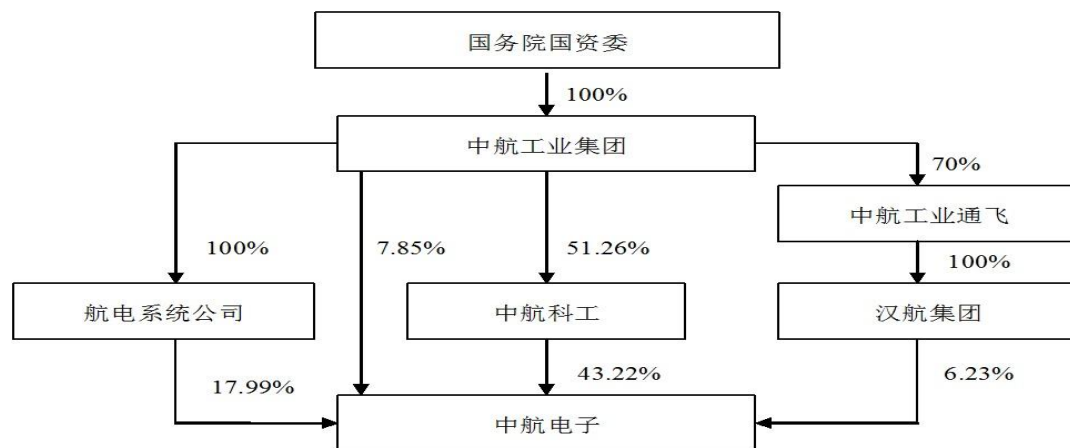 国务院国资委
100%
中航工业集团
70%
中航工业通飞
100%
7.85%
51.26%
100%
航电系统公司
中航科工
汉航集团
17.99%
43.22%
6.23%
中航电子